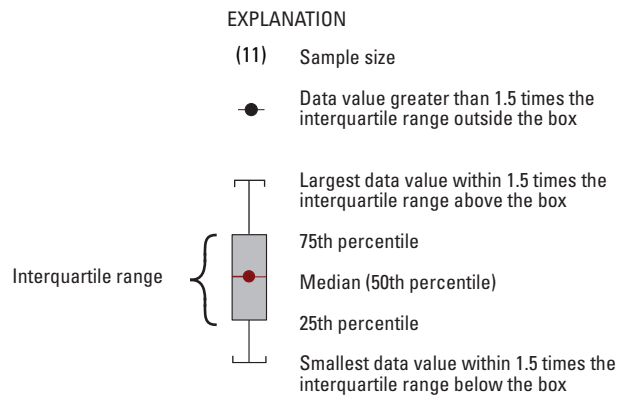 EXPLANATION
(11) Sample size
Data value greater than 1.5 times the
interquartile range outside the box
Largest data value within 1.5 times the
interquartile range above the box
75th percentile
Interquartile range
Median (50th percentile)
25th percentile
Smallest data value within 1.5 times the
interquartile range below the box